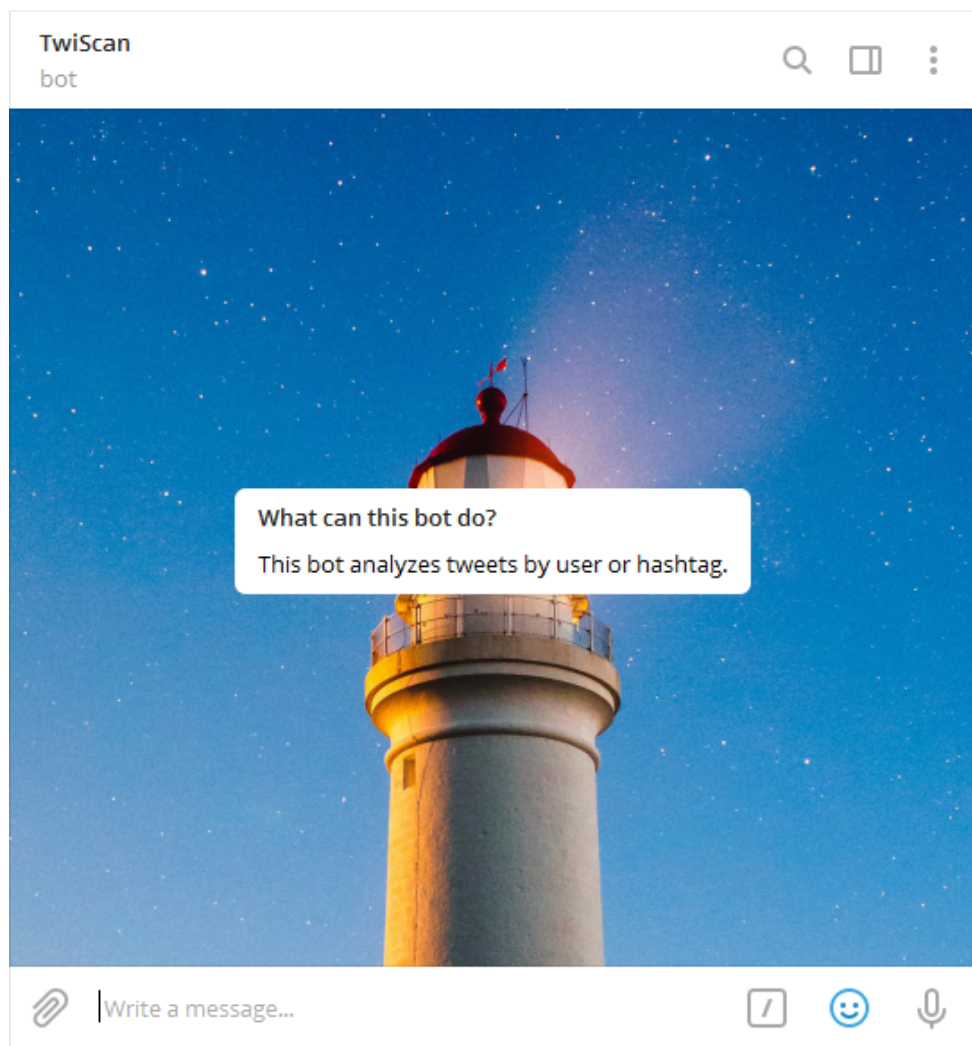 TwiScan
bot
What can this bot do?
This bot analyzes tweets by user or hashtag.
Write a message...